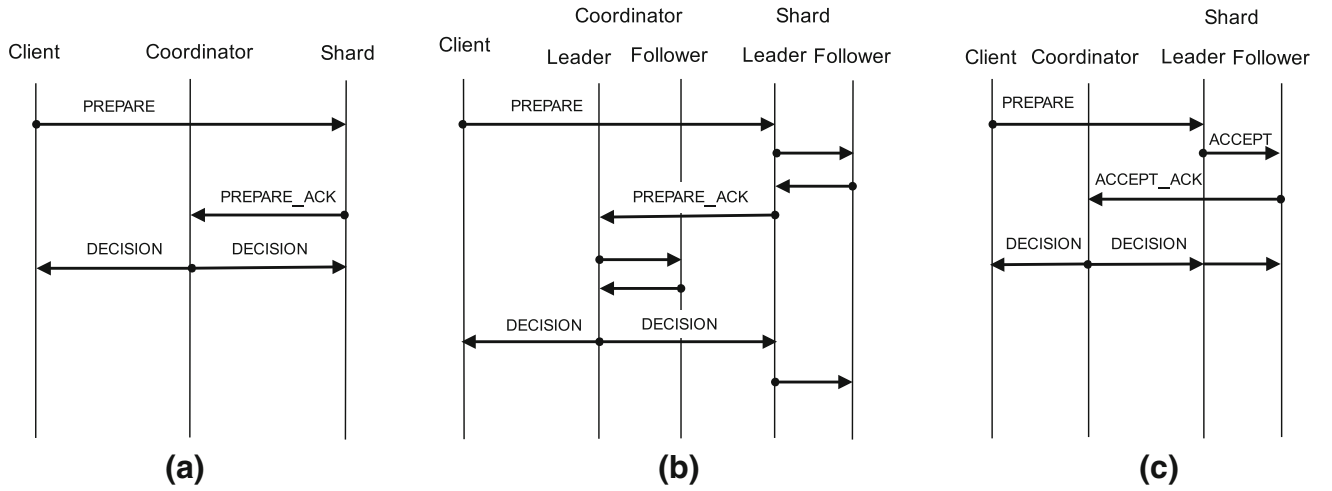 Client Coordinator Shard
PREPARE
PREPARE_ACK
DECISION DECISION
(a)
Coordinator Shard
Client Leader Follower Leader Follower
PREPARE
PREPARE_ACK
DECISION DECISION
(b)
Shard
Client Coordinator Leader Follower
PREPARE
ACCEPT
ACCEPT_ACK
DECISION DECISION
(c)